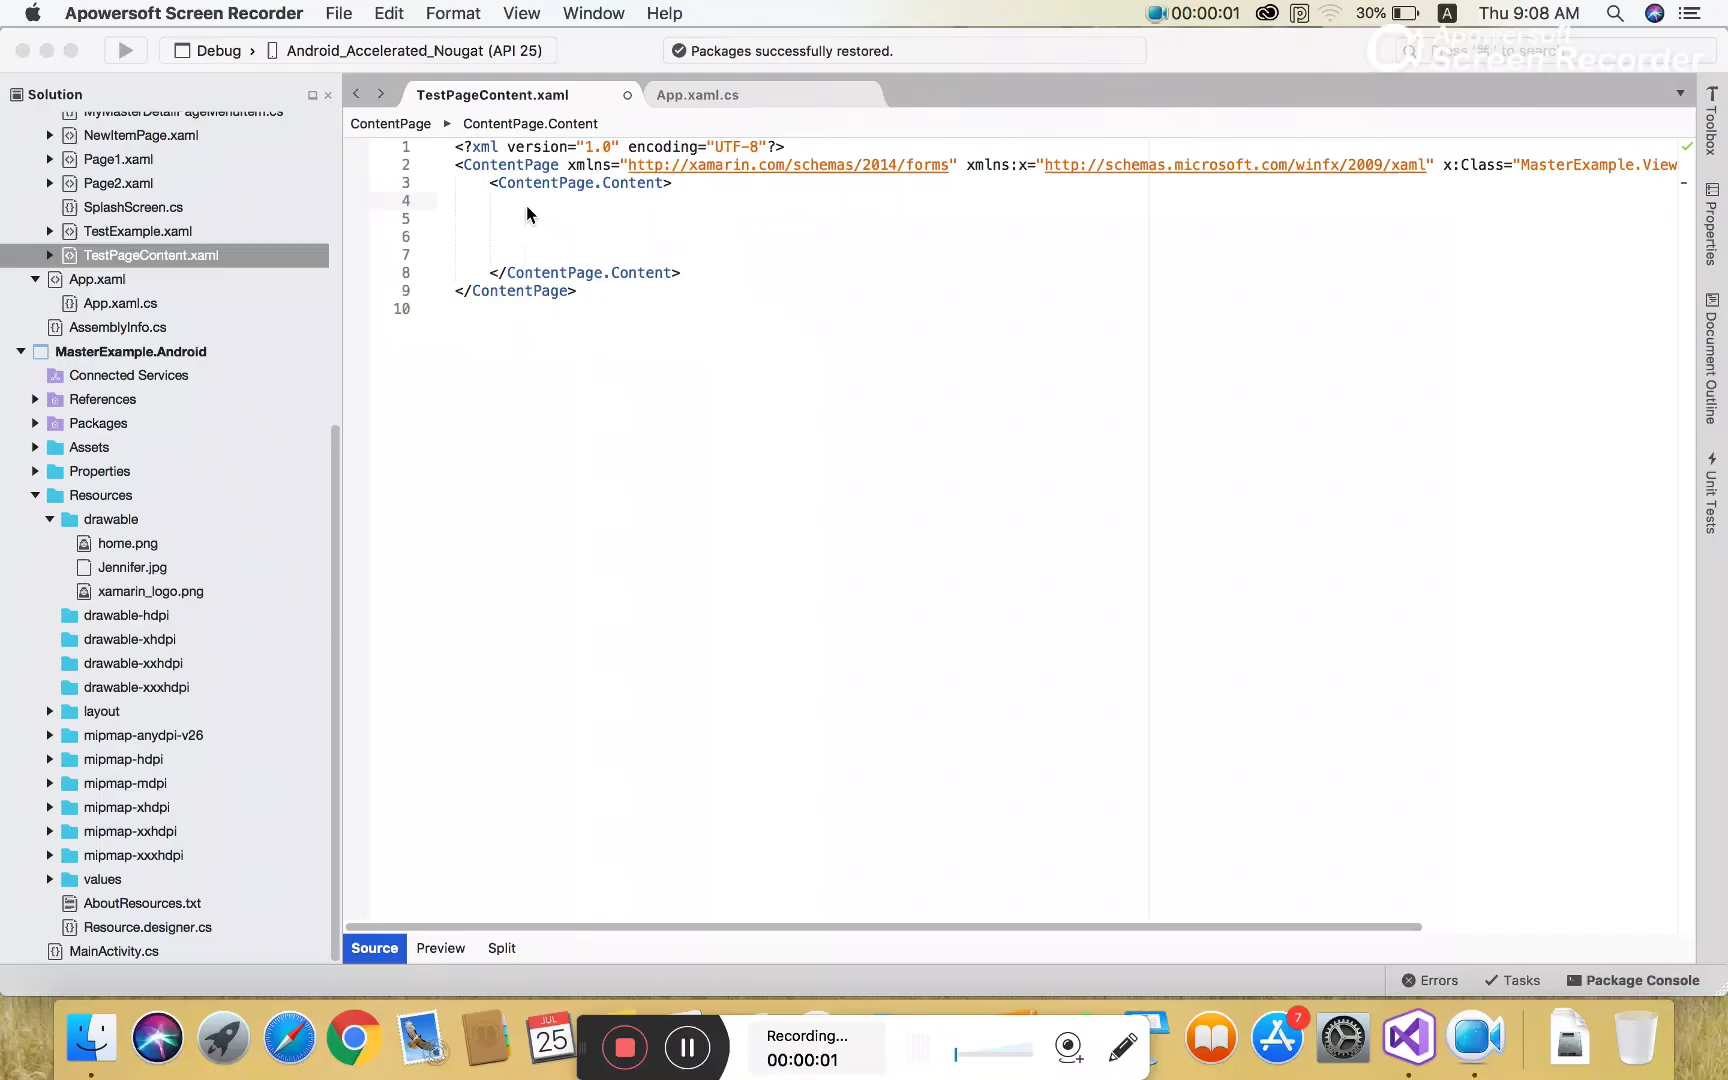 Apowersoft Screen Recorder File Edit Format View Window Help 00:00:01 30% A Thu 9:08 AM
Debug › Android_Accelerated_Nougat (API 25) Packages successfully restored.
Apowersoft
Screen Recorder
Solution
MyMasterDetailPageMenuItem.cs
NewItemPage.xaml
Page1.xaml
Page2.xaml
SplashScreen.cs
TestExample.xaml
TestPageContent.xaml
App.xaml
App.xaml.cs
AssemblyInfo.cs
MasterExample.Android
Connected Services
References
Packages
Assets
Properties
Resources
drawable
home.png
Jennifer.jpg
xamarin_logo.png
drawable-hdpi
drawable-xhdpi
drawable-xxhdpi
drawable-xxxhdpi
layout
mipmap-anydpi-v26
mipmap-hdpi
mipmap-mdpi
mipmap-xhdpi
mipmap-xxhdpi
mipmap-xxxhdpi
values
AboutResources.txt
Resource.designer.cs
MainActivity.cs
TestPageContent.xaml App.xaml.cs
ContentPage ContentPage.Content
1 <?xml version="1.0" encoding="UTF-8"?>
2 <ContentPage xmlns="http://xamarin.com/schemas/2014/forms" xmlns:x="http://schemas.microsoft.com/winfx/2009/xaml" x:Class="MasterExample.View
3 <ContentPage.Content>
4
5
6
7
8 </ContentPage.Content>
9 </ContentPage>
10
Source Preview Split
Toolbox
Properties
Document Outline
Unit Tests
Errors Tasks Package Console
JUL
25
Recording...
00:00:01
7